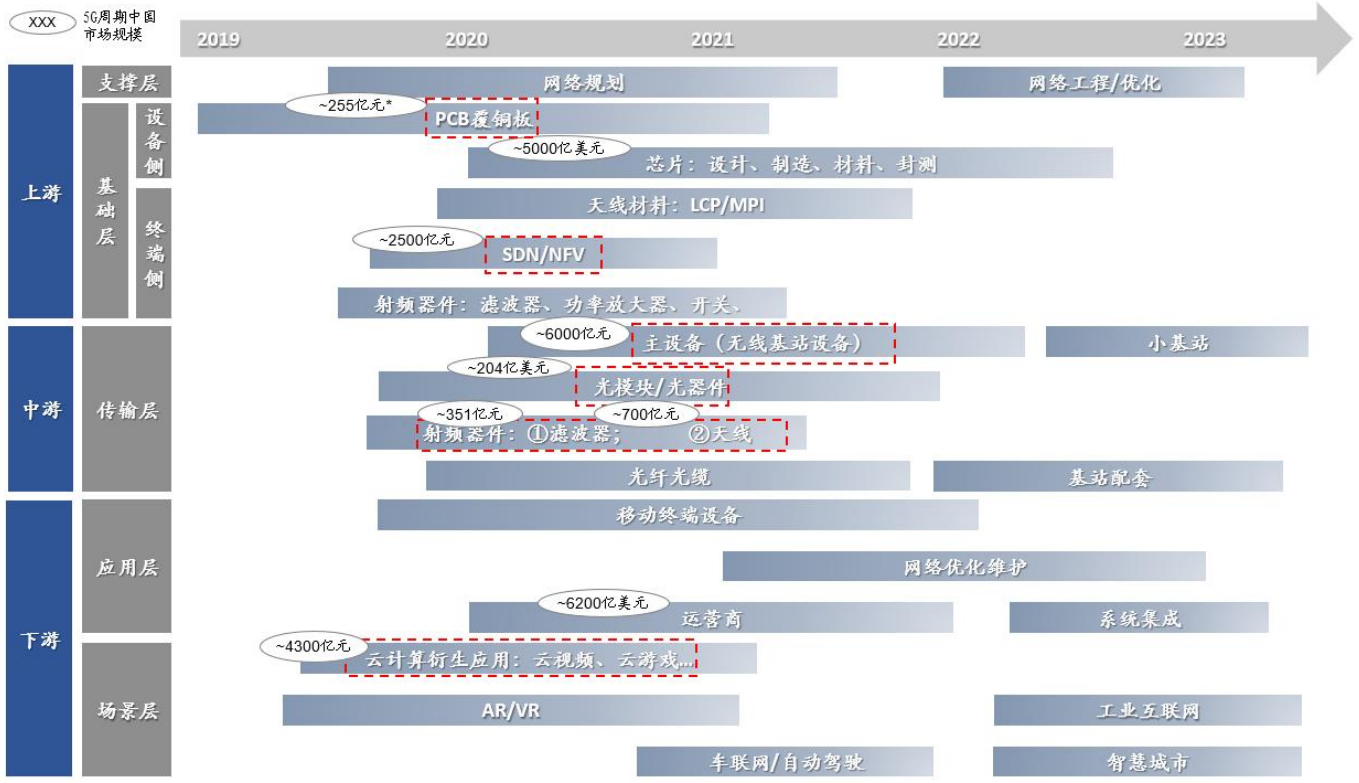 XXX
5G周期中国
市场规模
2019
2020
2021
2022
2023
上游
支撑层
网络规划
网络工程/优化
基础层
设备侧
~255亿元*
PCB覆铜板
~5000亿美元
芯片：设计、制造、材料、封测
终端侧
天线材料：LCP/MPI
~2500亿元
SDN/NFV
射频器件：滤波器、功率放大器、开关、
中游
传输层
~6000亿元
主设备（无线基站设备）
小基站
~204亿美元
光模块/光器件
~351亿元
~700亿元
射频器件：①滤波器； ②天线
光纤光缆
基站配套
下游
应用层
移动终端设备
网络优化维护
~6200亿美元
运营商
系统集成
场景层
~4300亿元
云计算衍生应用：云视频、云游戏...
AR/VR
工业互联网
车联网/自动驾驶
智慧城市